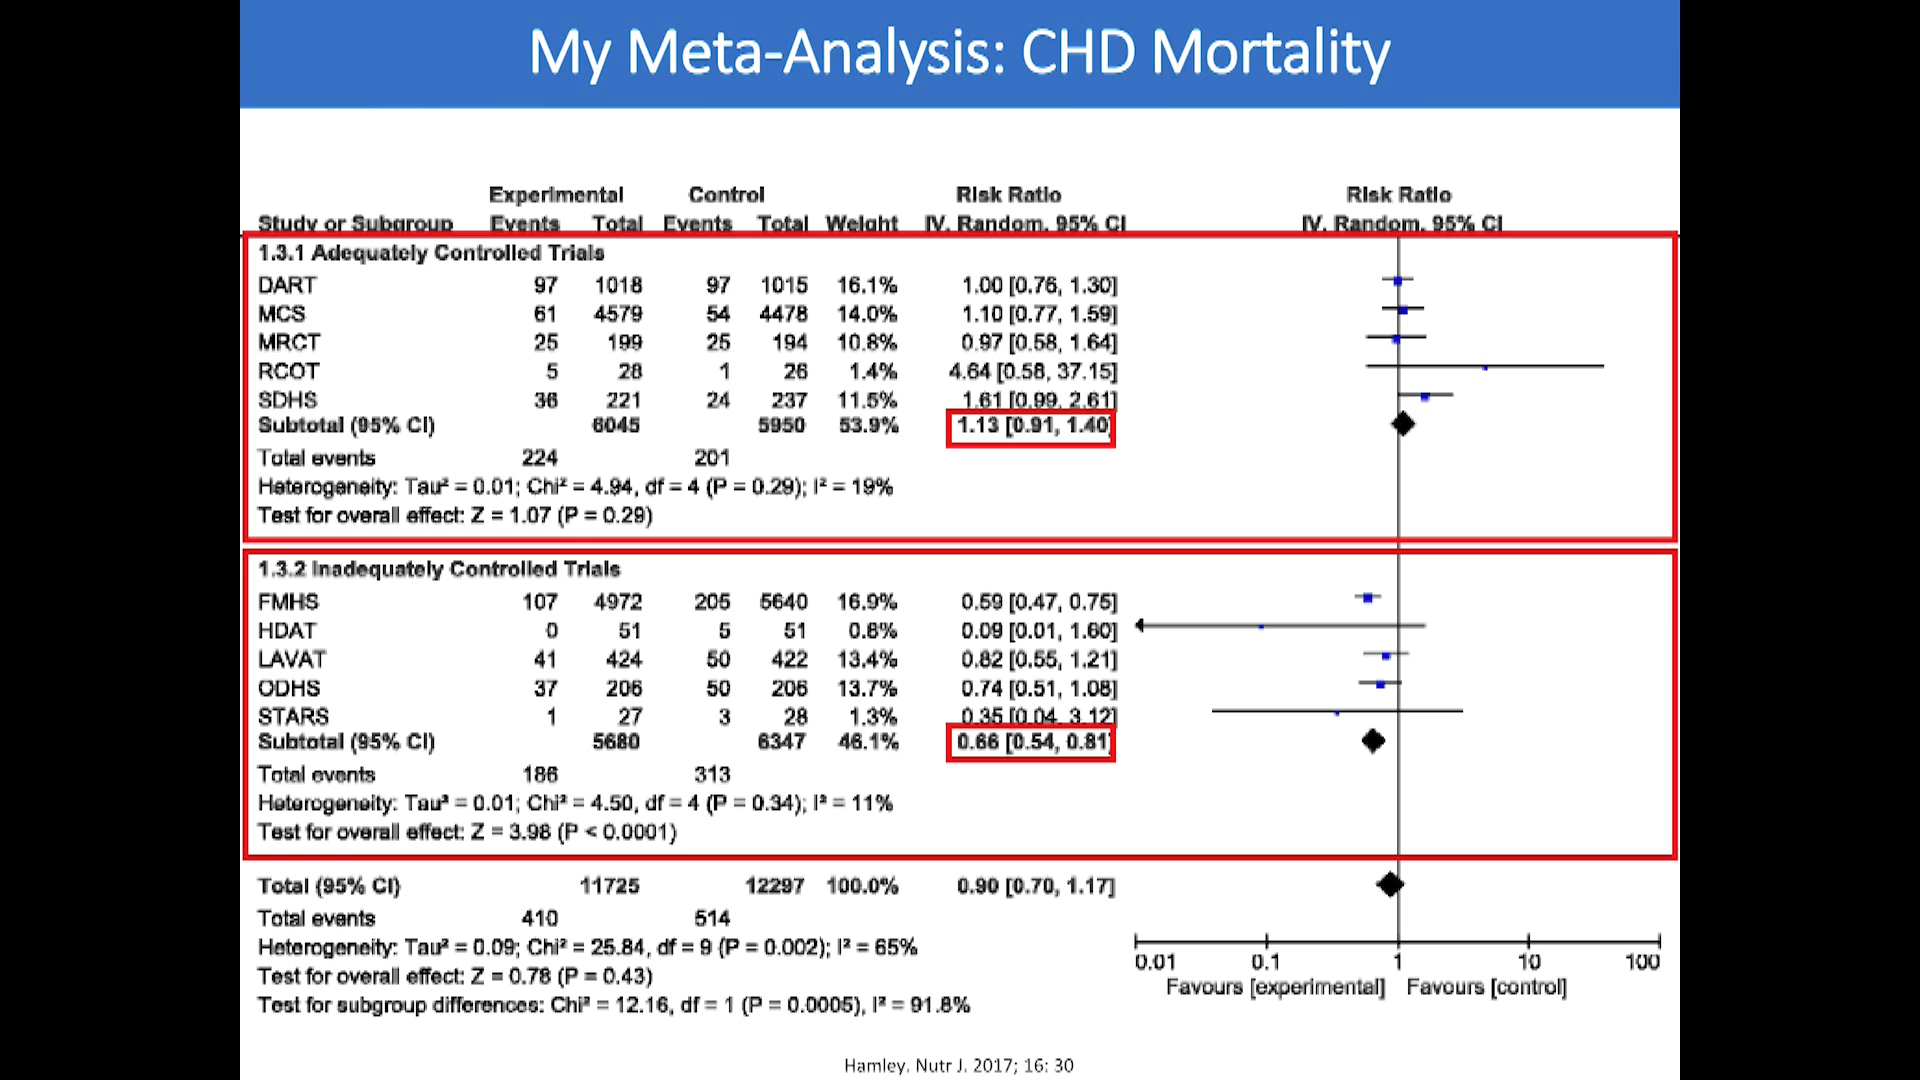 My Meta-Analysis: CHD Mortality
Experimental Control Risk Ratio Risk Ratio
Study or Subgroup Events Total Events Total Weight IV, Random, 95% CI IV, Random, 95% CI
1.3.1 Adequately Controlled Trials
DART 97 1018 97 1015 16.1% 1.00 [0.76, 1.30]
MCS 61 4579 54 4478 14.0% 1.10 [0.77, 1.59]
MRCT 25 199 25 194 10.8% 0.97 [0.58, 1.64]
RCOT 5 28 1 26 1.4% 4.64 [0.58, 37.15]
SDHS 36 221 24 237 11.5% 1.61 [0.99, 2.61]
Subtotal (95% CI) 6045 5950 53.9% 1.13 [0.91, 1.40]
Total events 224 201
Heterogeneity: Tau² = 0.01; Chi² = 4.94, df = 4 (P = 0.29); I² = 19%
Test for overall effect: Z = 1.07 (P = 0.29)
1.3.2 Inadequately Controlled Trials
FMHS 107 4972 205 5640 16.9% 0.59 [0.47, 0.75]
HDAT 0 51 5 51 0.8% 0.09 [0.01, 1.60]
LAVAT 41 424 50 422 13.4% 0.82 [0.55, 1.21]
ODHS 37 206 50 206 13.7% 0.74 [0.51, 1.08]
STARS 1 27 3 28 1.3% 0.35 [0.04, 3.12]
Subtotal (95% CI) 5680 6347 46.1% 0.66 [0.54, 0.81]
Total events 186 313
Heterogeneity: Tau² = 0.01; Chi² = 4.50, df = 4 (P = 0.34); I² = 11%
Test for overall effect: Z = 3.98 (P < 0.0001)
Total (95% CI) 11725 12297 100.0% 0.90 [0.70, 1.17]
Total events 410 514
Heterogeneity: Tau² = 0.09; Chi² = 25.84, df = 9 (P = 0.002); I² = 65%
Test for overall effect: Z = 0.78 (P = 0.43)
Test for subgroup differences: Chi² = 12.16, df = 1 (P = 0.0005), I² = 91.8%
0.01 0.1 1 10 100
Favours [experimental] Favours [control]
Hamley. Nutr J. 2017; 16: 30